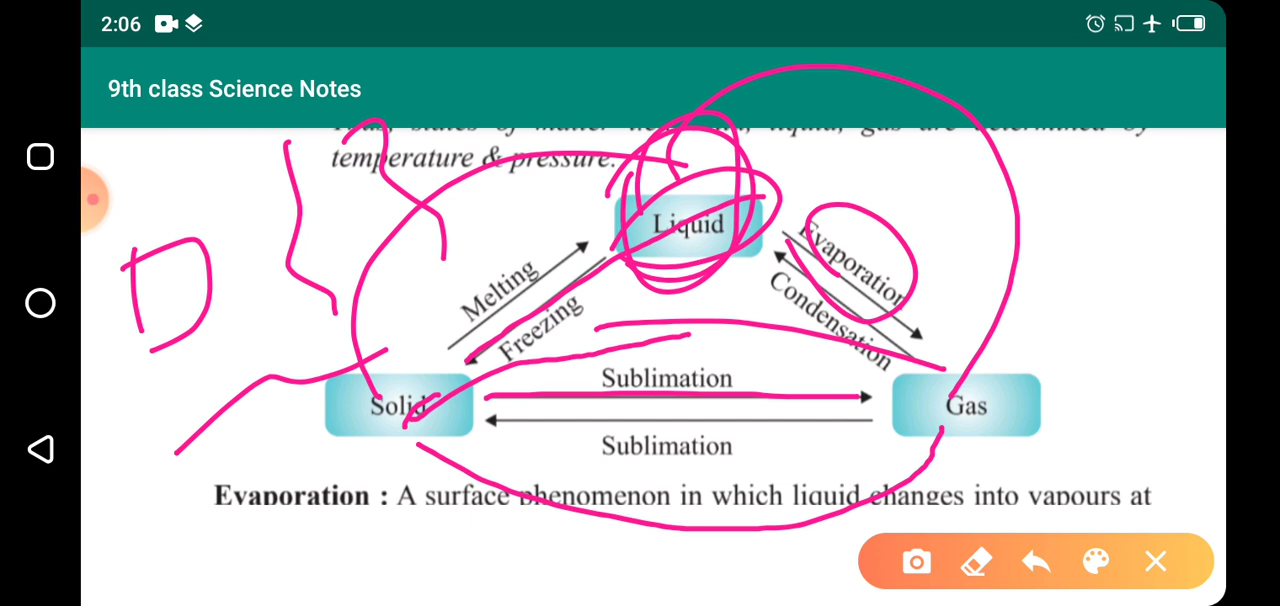 2:06
9th class Science Notes
temperature & pressure.
Liquid
Melting
Freezing
Evaporation
Condensation
Sublimation
Solid
Gas
Sublimation
Evaporation : A surface phenomenon in which liquid changes into vapours at